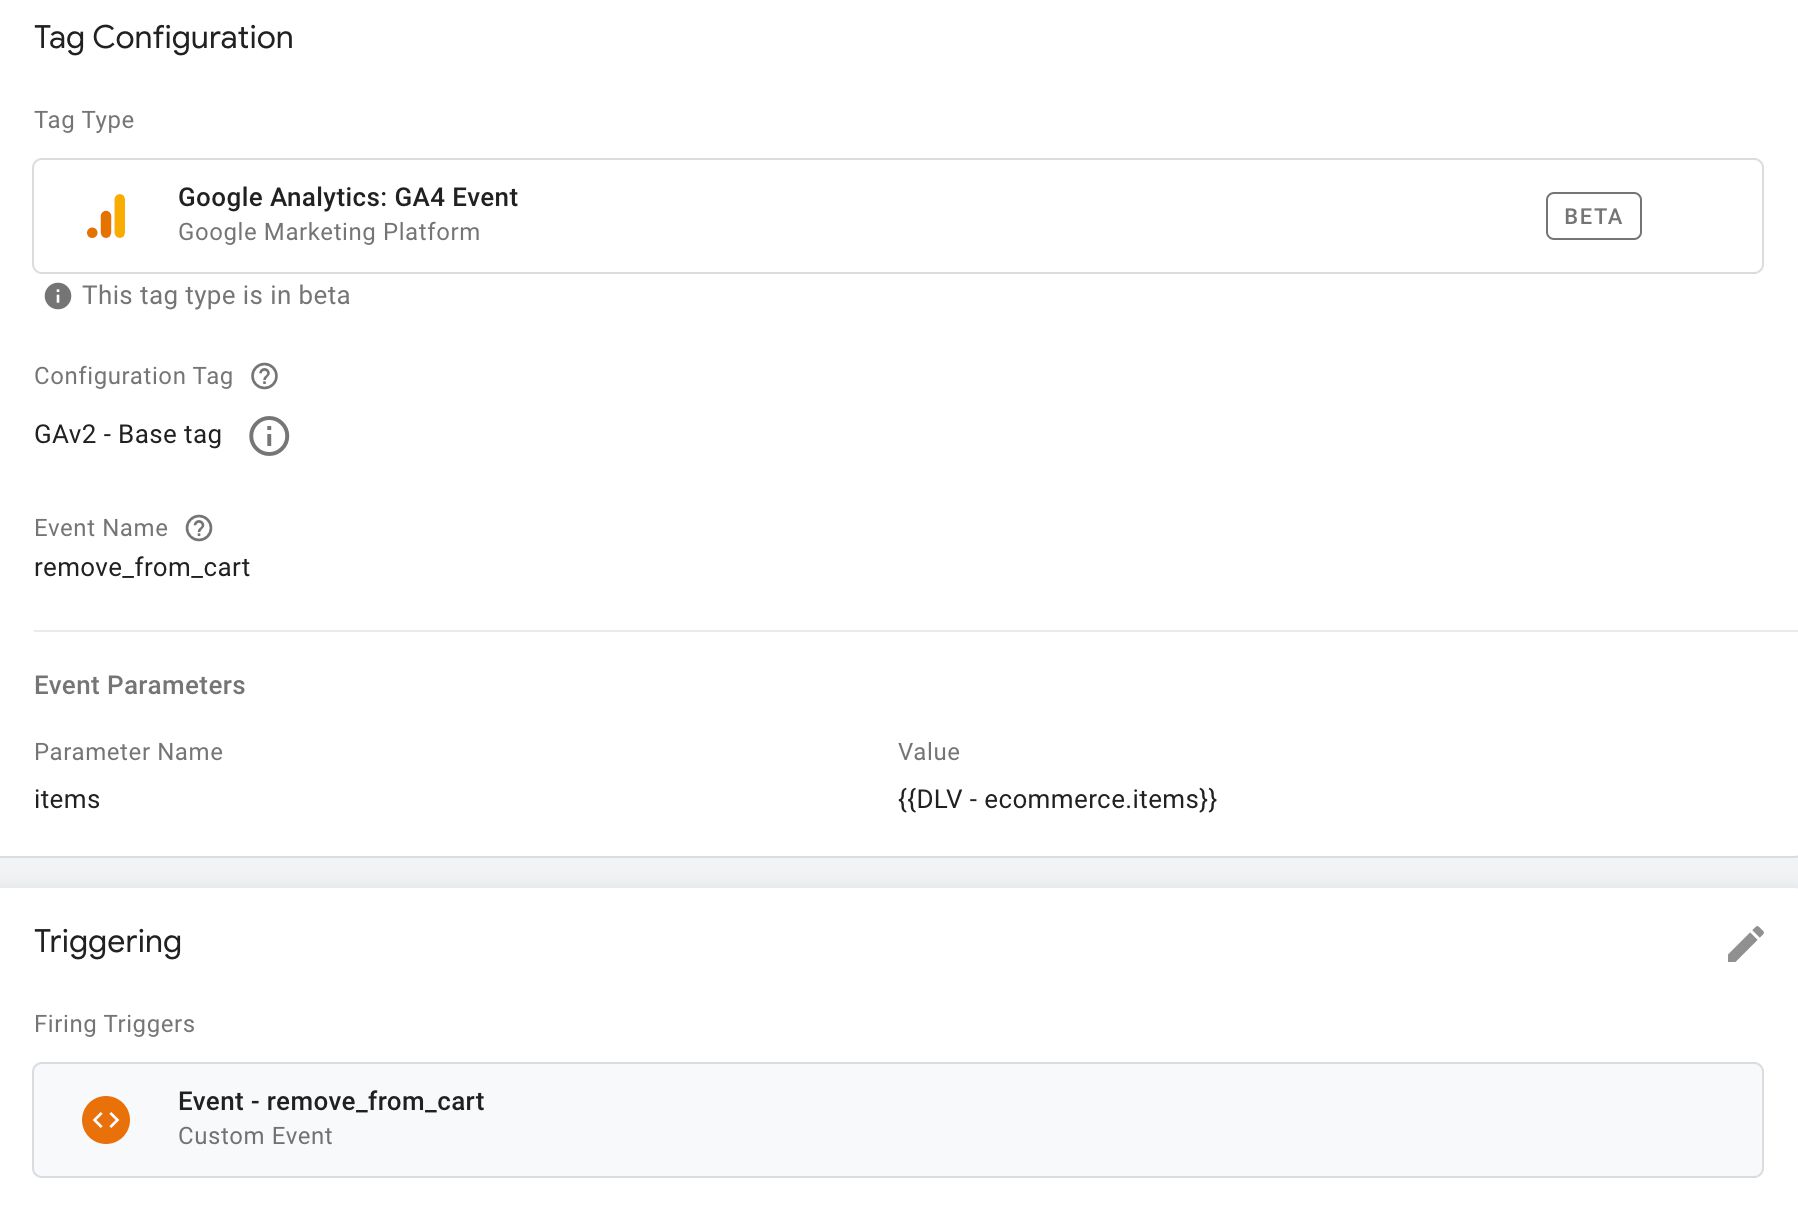 Tag Configuration
Tag Type
Google Analytics: GA4 Event
Google Marketing Platform
BETA
This tag type is in beta
Configuration Tag
GAv2 - Base tag
Event Name
remove_from_cart
Event Parameters
Parameter Name Value
items {{DLV - ecommerce.items}}
Triggering
Firing Triggers
Event - remove_from_cart
Custom Event